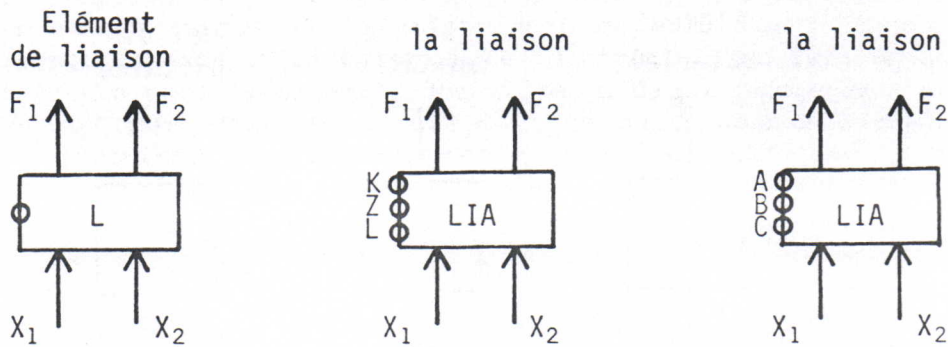 Elément
de liaison
la liaison
la liaison
F₁ F₂
F₁ F₂
F₁ F₂
L
K
Z
L
LIA
A
B
C
LIA
X₁ X₂
X₁ X₂
X₁ X₂